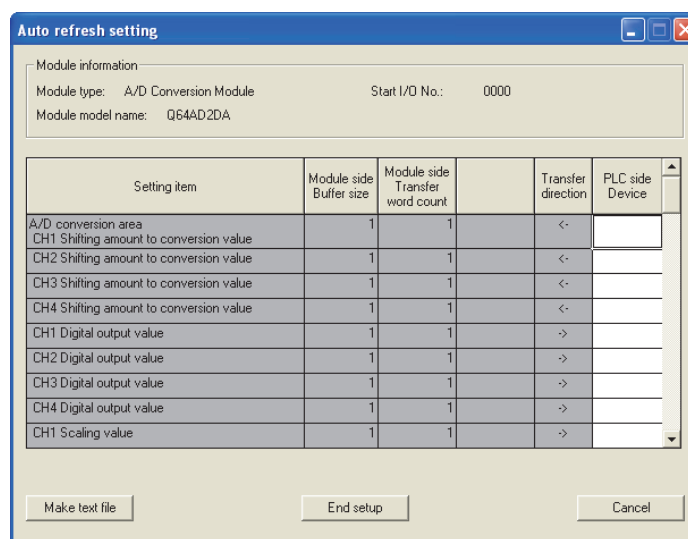 Auto refresh setting
Module information
Module type: A/D Conversion Module Start I/O No.: 0000
Module model name: Q64AD2DA
Setting item Module side Buffer size Module side Transfer word count Transfer direction PLC side Device
A/D conversion area
CH1 Shifting amount to conversion value 1 1 <-
CH2 Shifting amount to conversion value 1 1 <-
CH3 Shifting amount to conversion value 1 1 <-
CH4 Shifting amount to conversion value 1 1 <-
CH1 Digital output value 1 1 ->
CH2 Digital output value 1 1 ->
CH3 Digital output value 1 1 ->
CH4 Digital output value 1 1 ->
CH1 Scaling value 1 1 ->
Make text file End setup Cancel